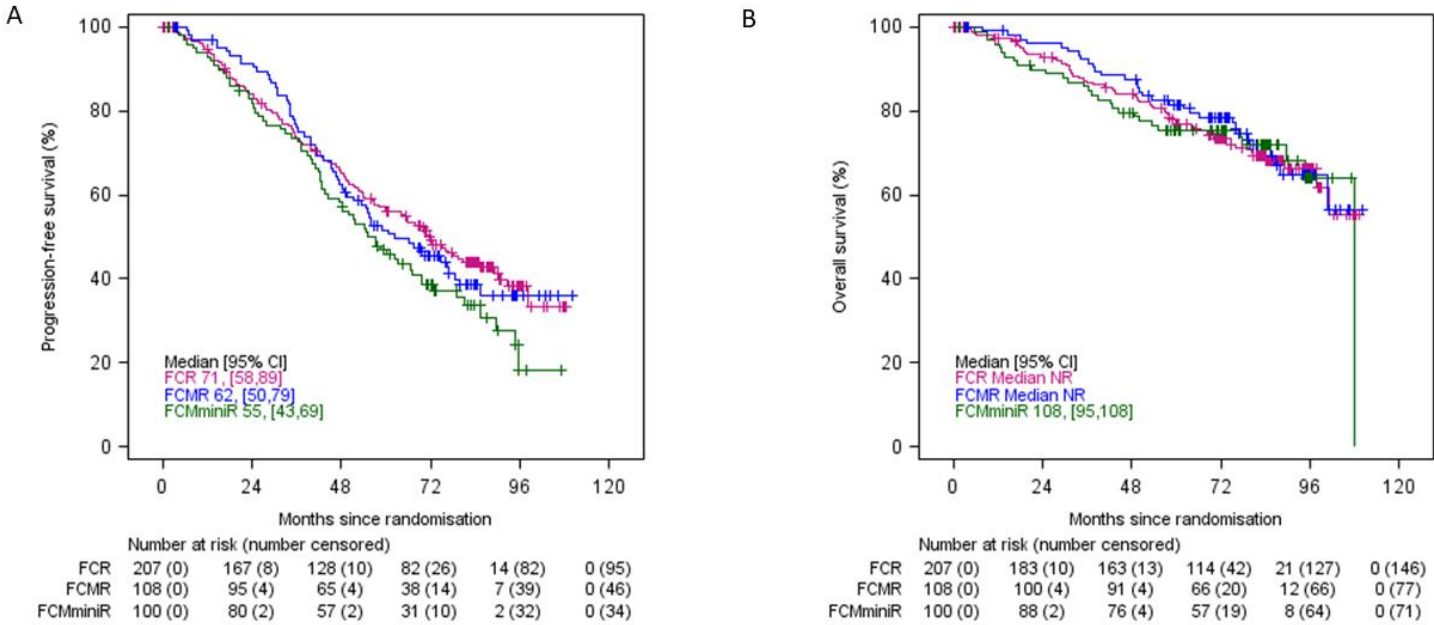 A
Progression-free survival (%)
100
80
60
40
20
0
Median [95% CI]
FCR 71, [58,89]
FCMR 62, [50,79]
FCMminiR 55, [43,69]
0 24 48 72 96 120
Months since randomisation
Number at risk (number censored)
FCR 207 (0) 167 (8) 128 (10) 82 (26) 14 (82) 0 (95)
FCMR 108 (0) 95 (4) 65 (4) 38 (14) 7 (39) 0 (46)
FCMminiR 100 (0) 80 (2) 57 (2) 31 (10) 2 (32) 0 (34)
B
Overall survival (%)
100
80
60
40
20
0
Median [95% CI]
FCR Median NR
FCMR Median NR
FCMminiR 108, [95,108]
0 24 48 72 96 120
Months since randomisation
Number at risk (number censored)
FCR 207 (0) 183 (10) 163 (13) 114 (42) 21 (127) 0 (146)
FCMR 108 (0) 100 (4) 91 (4) 66 (20) 12 (66) 0 (77)
FCMminiR 100 (0) 88 (2) 76 (4) 57 (19) 8 (64) 0 (71)